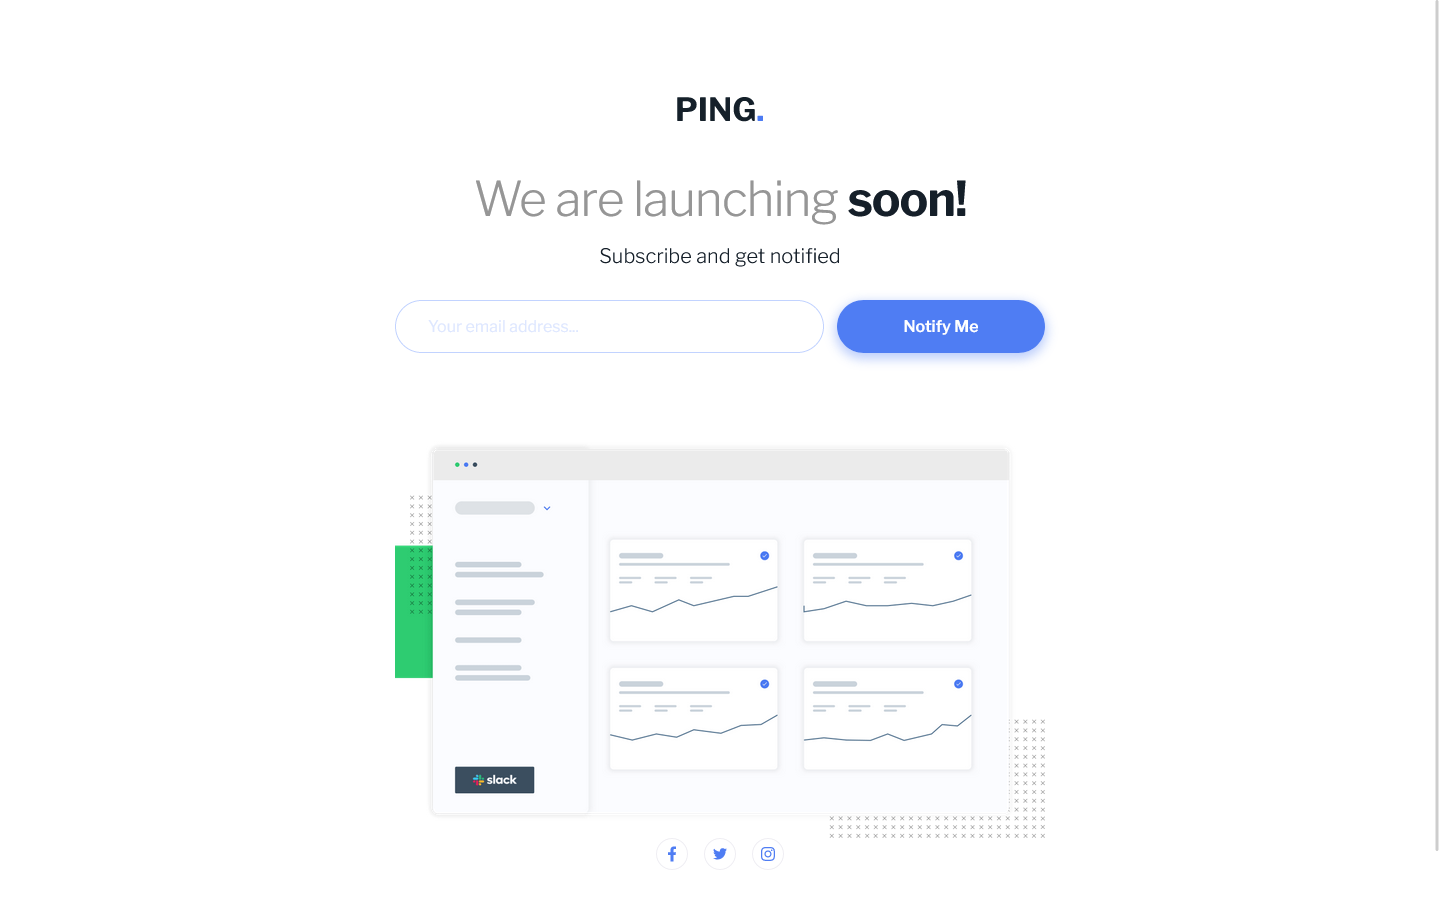 PING.
We are launching soon!
Subscribe and get notified
Your email address...
Notify Me
slack